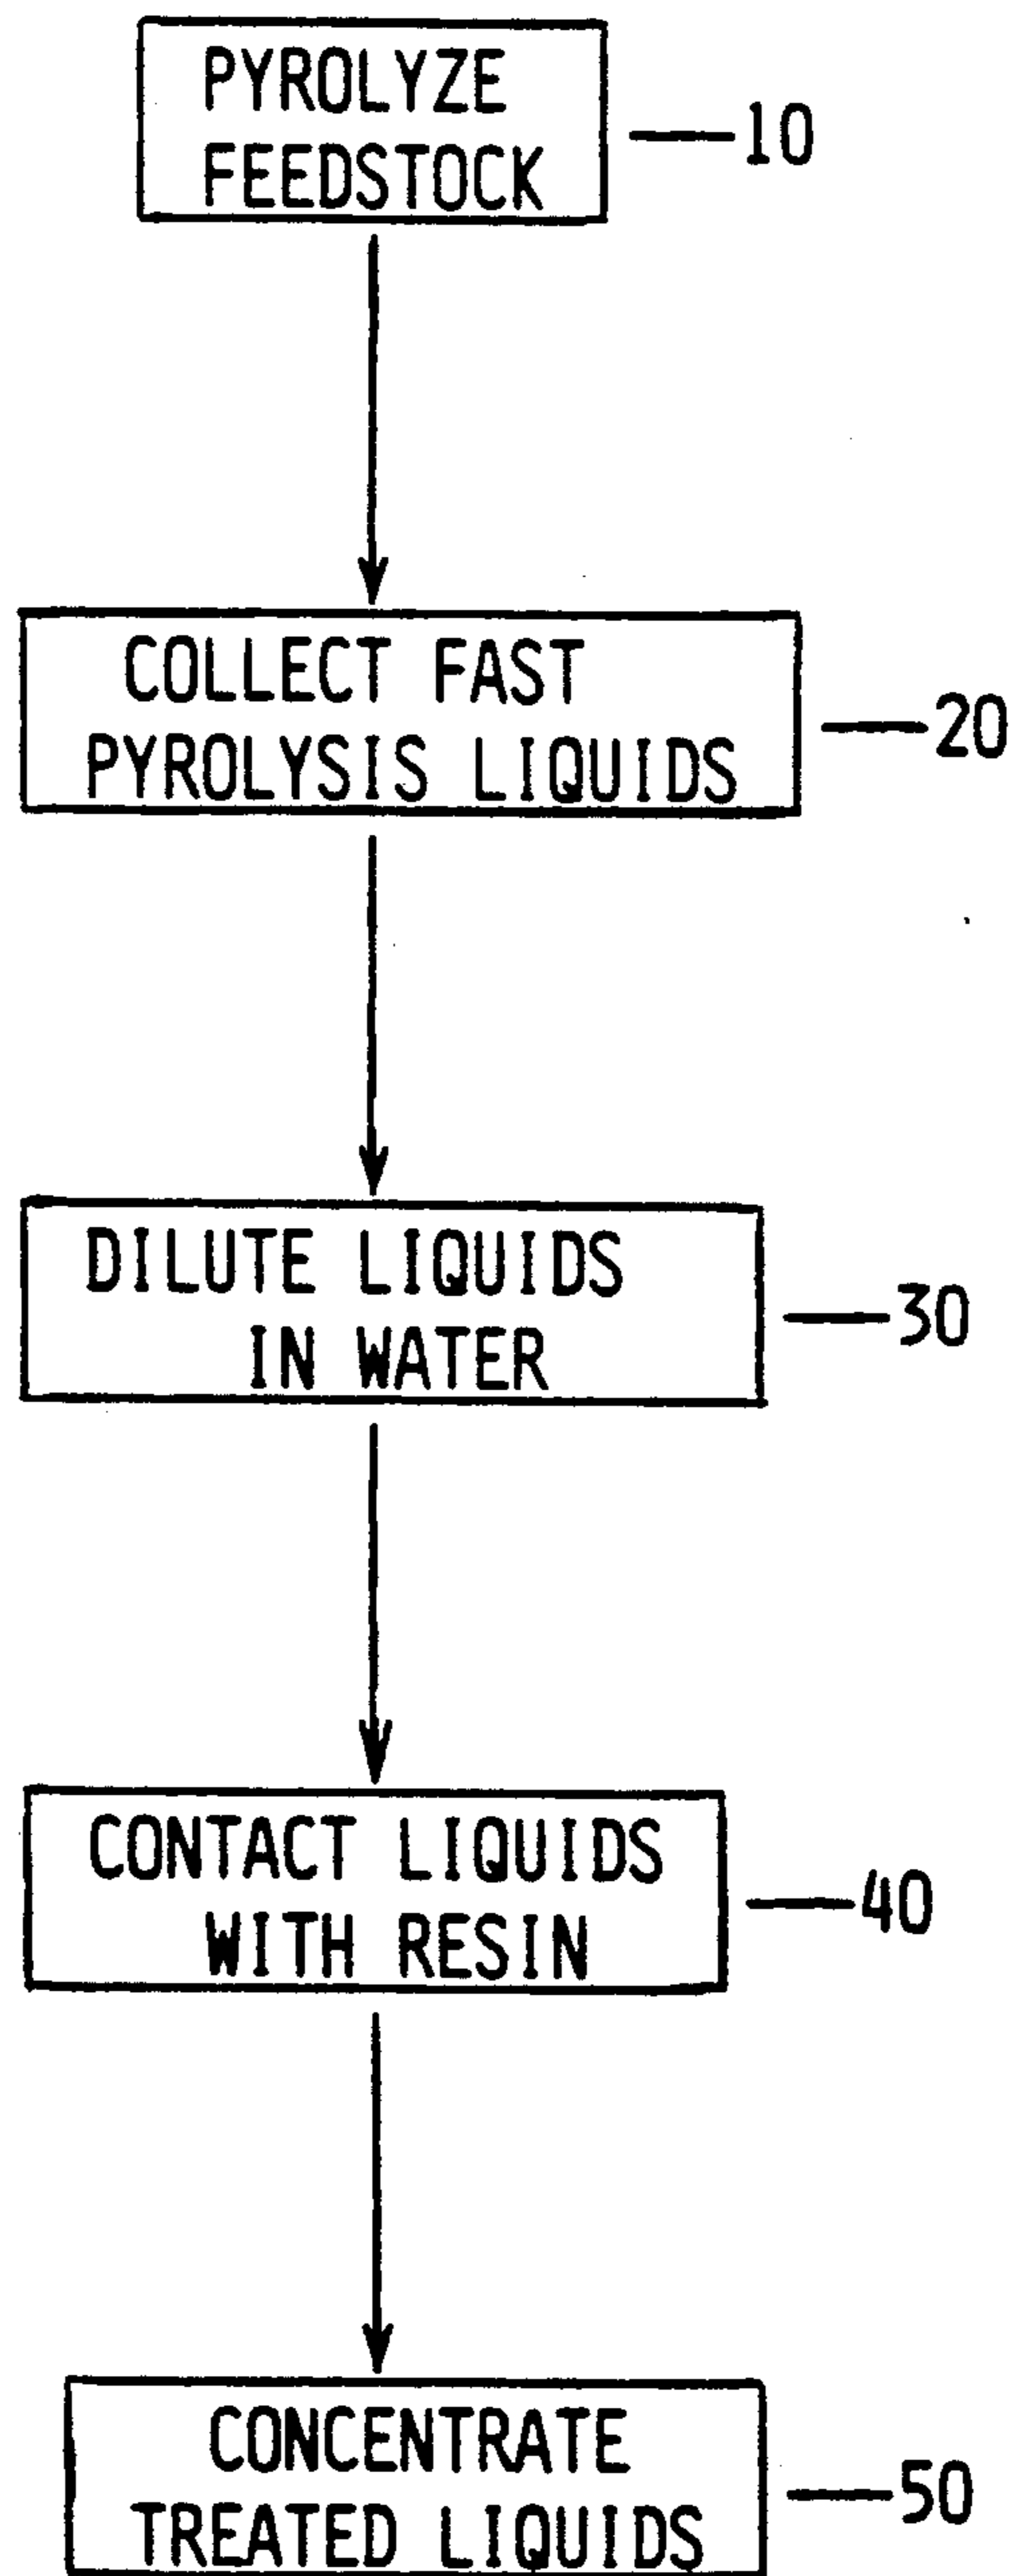 PYROLYZE
FEEDSTOCK
10
COLLECT FAST
PYROLYSIS LIQUIDS
20
DILUTE LIQUIDS
IN WATER
30
CONTACT LIQUIDS
WITH RESIN
40
CONCENTRATE
TREATED LIQUIDS
50